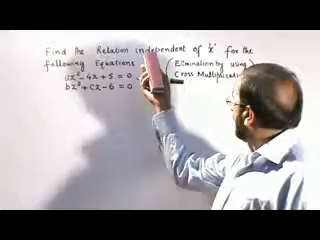 Find the Relation independent of 'x' for the
following Equations (Elimination by using
ax² - 4x + 5 = 0 Cross Multiplicati
bx² + cx - 6 = 0